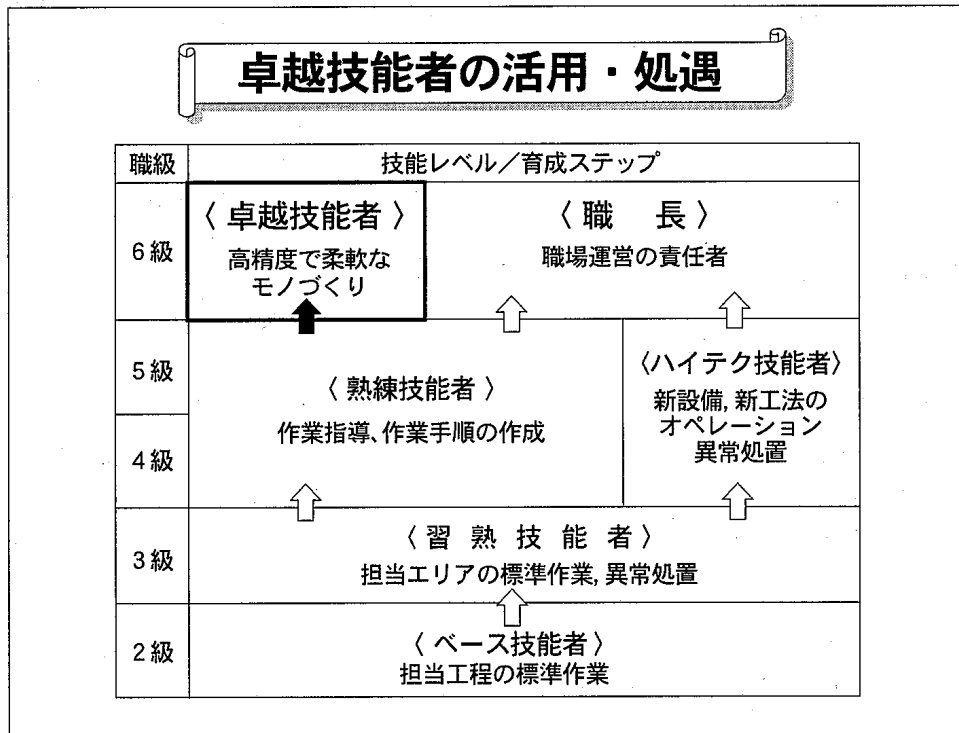 卓越技能者の活用・処遇
職級 技能レベル/育成ステップ
6級
〈卓越技能者〉
高精度で柔軟な
モノづくり
〈職　長〉
職場運営の責任者
5級
4級
〈熟練技能者〉
作業指導、作業手順の作成
〈ハイテク技能者〉
新設備,新工法の
オペレーション
異常処置
3級
〈習熟技能者〉
担当エリアの標準作業,異常処置
2級
〈ベース技能者〉
担当工程の標準作業